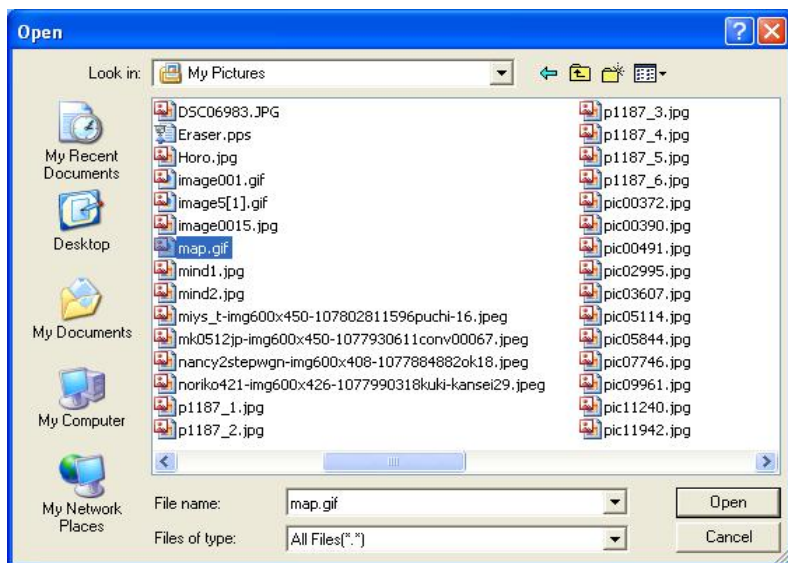 Open
Look in: My Pictures
My Recent
Documents
Desktop
My Documents
My Computer
My Network
Places
DSC06983.JPG
Eraser.pps
Horo.jpg
image001.gif
image5[1].gif
image0015.jpg
map.gif
mind1.jpg
mind2.jpg
miys_t-img600x450-107802811596puchi-16.jpeg
mk0512jp-img600x450-1077930611conv00067.jpeg
nancy2stepwgn-img600x408-1077884882ok18.jpeg
noriko421-img600x426-1077990318kuki-kansei29.jpeg
p1187_1.jpg
p1187_2.jpg
p1187_3.jpg
p1187_4.jpg
p1187_5.jpg
p1187_6.jpg
pic00372.jpg
pic00390.jpg
pic00491.jpg
pic02995.jpg
pic03607.jpg
pic05114.jpg
pic05844.jpg
pic07746.jpg
pic09961.jpg
pic11240.jpg
pic11942.jpg
File name: map.gif Open
Files of type: All Files(*.*) Cancel